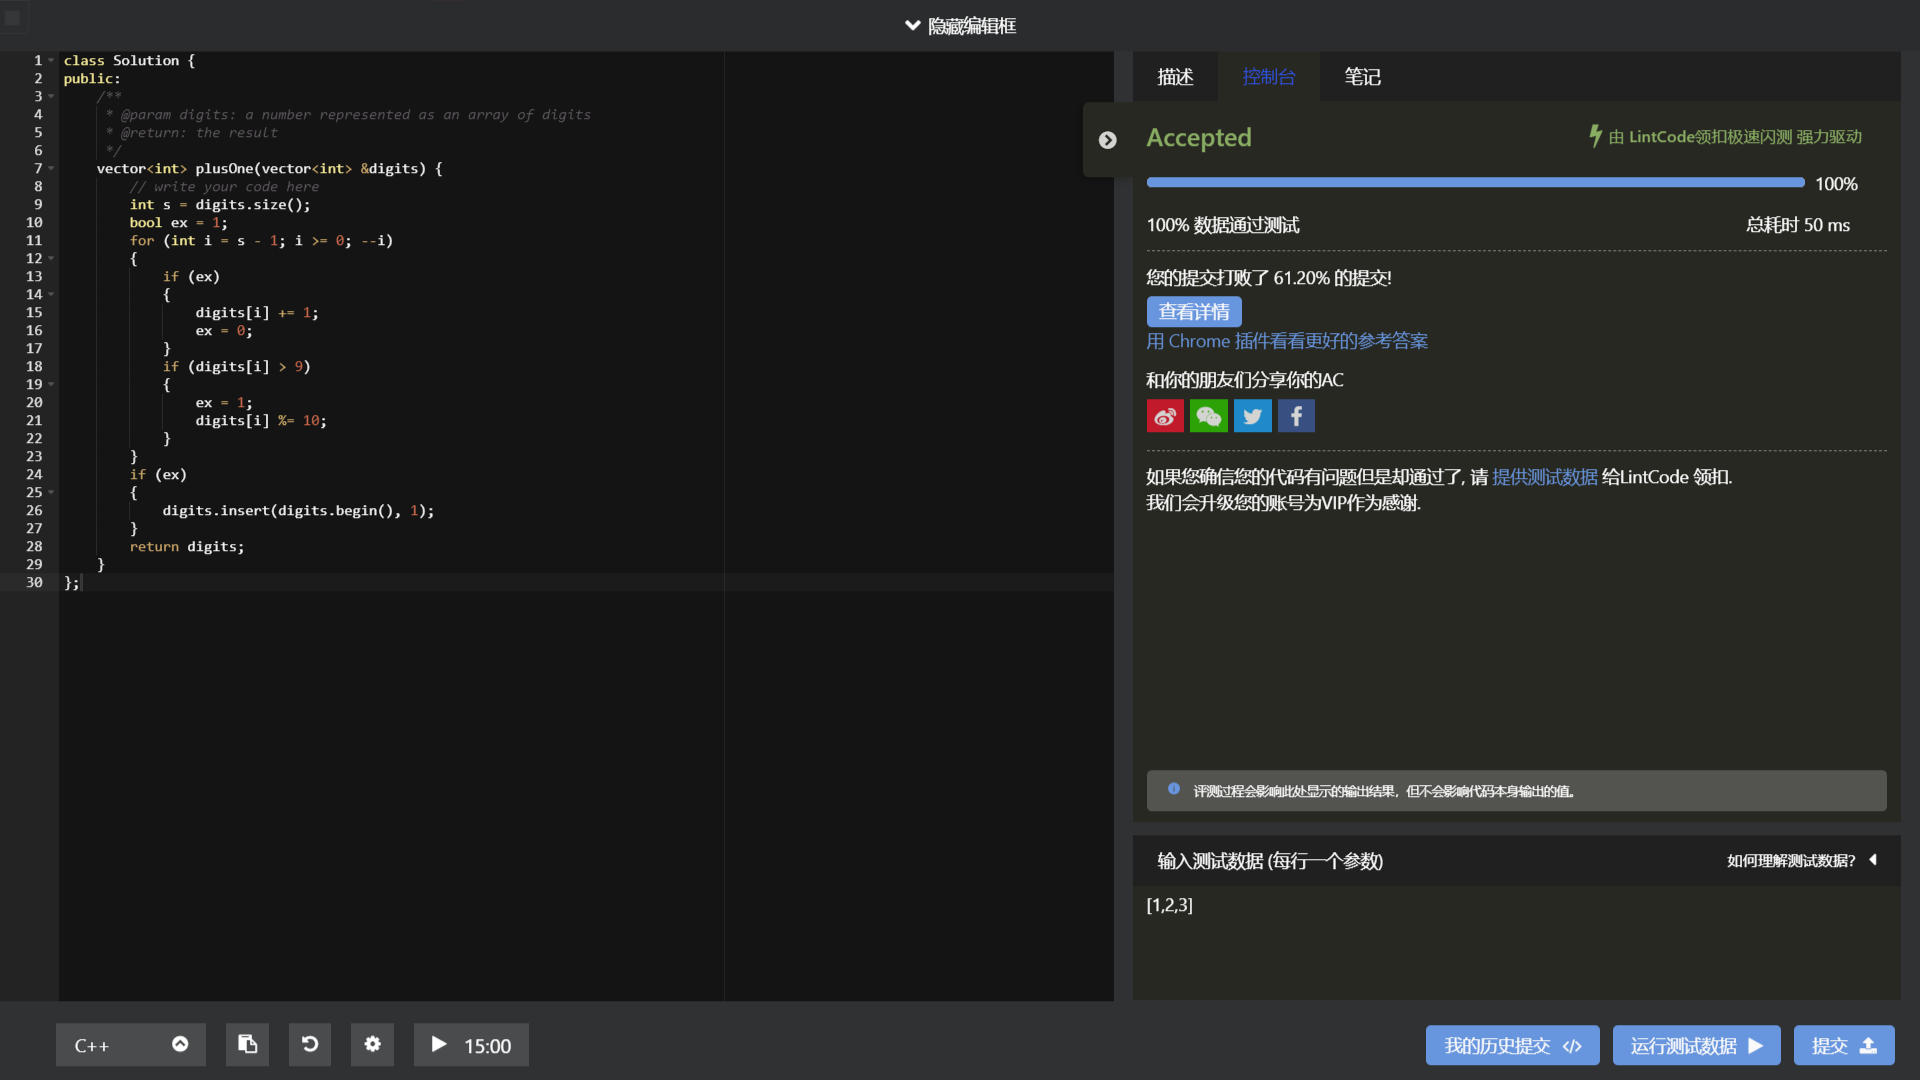 隐藏编辑框
1 class Solution {
2 public:
3     /**
4      * @param digits: a number represented as an array of digits
5      * @return: the result
6      */
7     vector<int> plusOne(vector<int> &digits) {
8         // write your code here
9         int s = digits.size();
10         bool ex = 1;
11         for (int i = s - 1; i >= 0; --i)
12         {
13             if (ex)
14             {
15                 digits[i] += 1;
16                 ex = 0;
17             }
18             if (digits[i] > 9)
19             {
20                 ex = 1;
21                 digits[i] %= 10;
22             }
23         }
24         if (ex)
25         {
26             digits.insert(digits.begin(), 1);
27         }
28         return digits;
29     }
30 };
描述 控制台 笔记
Accepted 由 LintCode领扣极速闪测 强力驱动
100%
100% 数据通过测试 总耗时 50 ms
您的提交打败了 61.20% 的提交!
查看详情
用 Chrome 插件看看更好的参考答案
和你的朋友们分享你的AC
如果您确信您的代码有问题但是却通过了, 请 提供测试数据 给LintCode 领扣.
我们会升级您的账号为VIP作为感谢.
评测过程会影响此处显示的输出结果，但不会影响代码本身输出的值。
输入测试数据 (每行一个参数) 如何理解测试数据?
[1,2,3]
C++ 15:00 我的历史提交 运行测试数据 提交